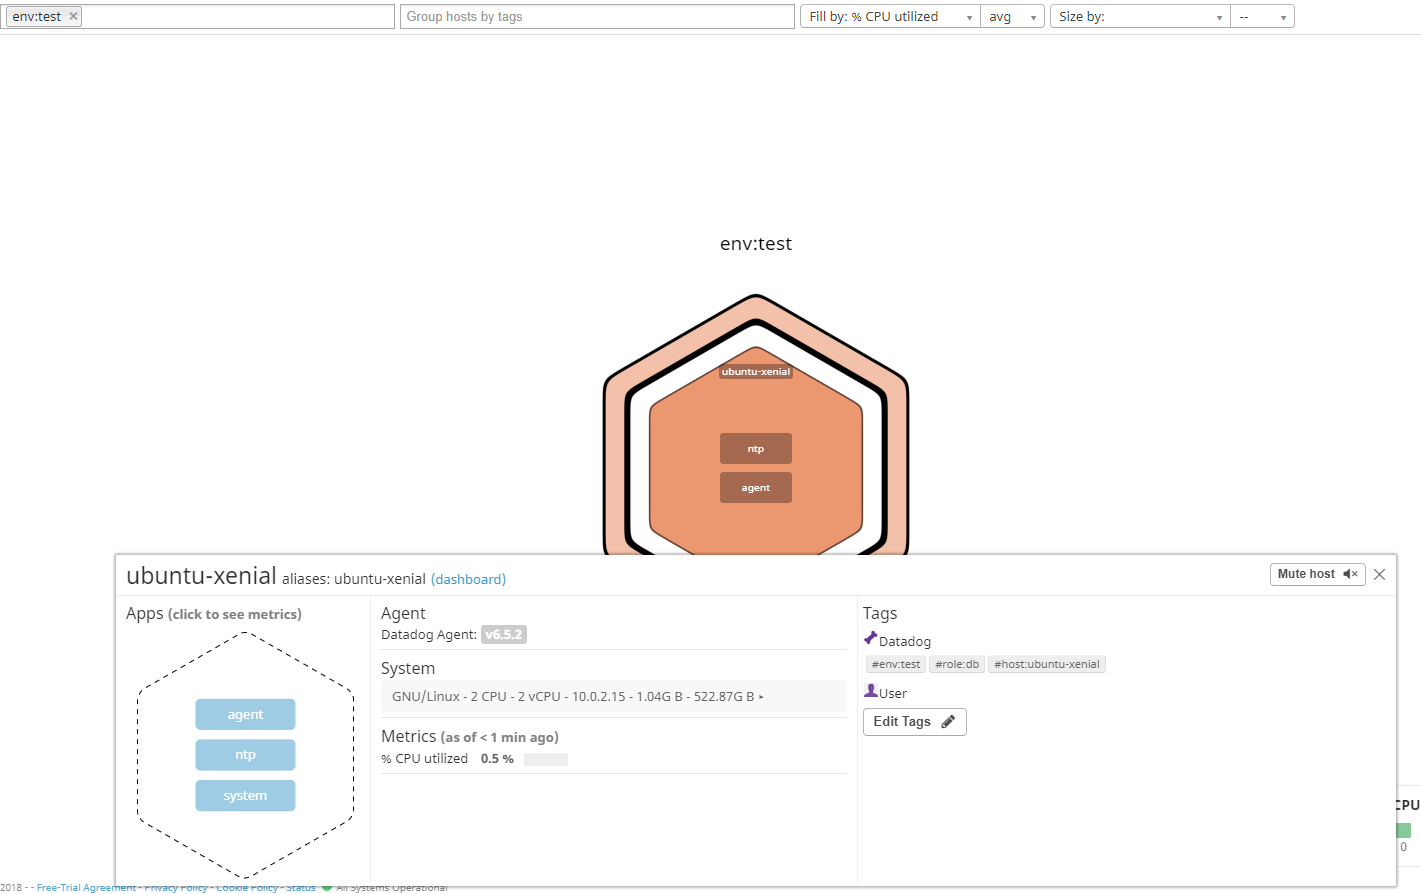 env:test ×
Group hosts by tags
Fill by: % CPU utilized
avg
Size by:
--
env:test
ubuntu-xenial
ntp
agent
ubuntu-xenial aliases: ubuntu-xenial (dashboard)
Mute host
Apps (click to see metrics)
agent
ntp
system
Agent
Datadog Agent: v6.5.2
System
GNU/Linux - 2 CPU - 2 vCPU - 10.0.2.15 - 1.04G B - 522.87G B
Metrics (as of < 1 min ago)
% CPU utilized 0.5 %
Tags
Datadog
#env:test #role:db #host:ubuntu-xenial
User
Edit Tags
CPU
0
2018 - - Free-Trial Agreement - Privacy Policy - Cookie Policy - Status All Systems Operational